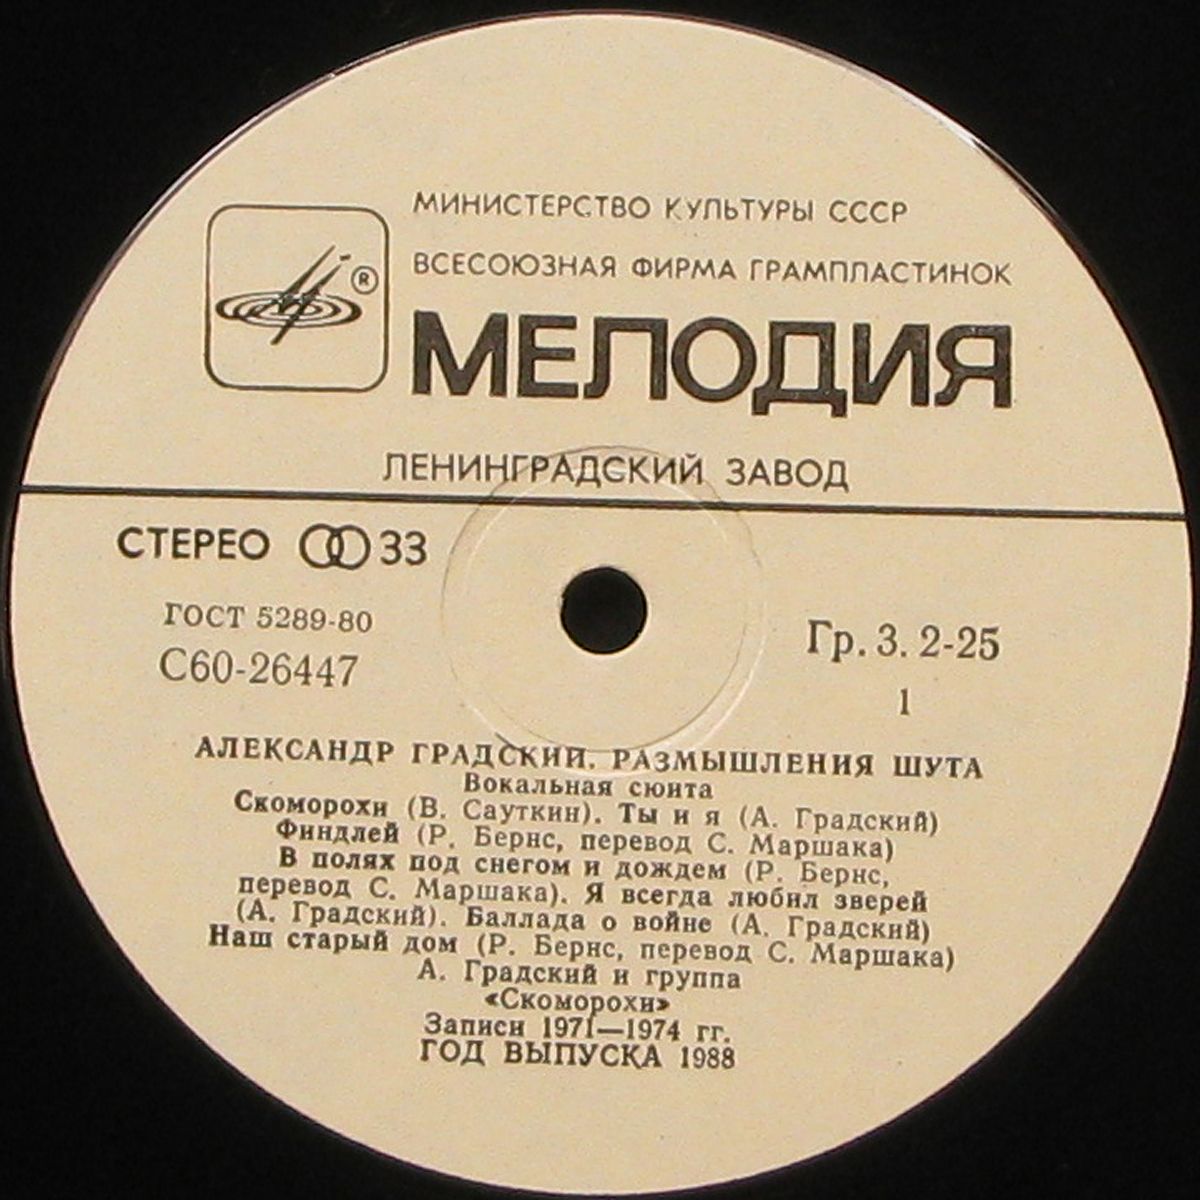 МИНИСТЕРСТВО КУЛЬТУРЫ СССР
ВСЕСОЮЗНАЯ ФИРМА ГРАМПЛАСТИНОК
®
МЕЛОДИЯ
ЛЕНИНГРАДСКИЙ ЗАВОД
СТЕРЕО 33
ГОСТ 5289-80
С60-26447
Гр. 3. 2-25
1
АЛЕКСАНДР ГРАДСКИЙ. РАЗМЫШЛЕНИЯ ШУТА
Вокальная сюита
Скоморохи (В. Сауткин). Ты и я (А. Градский)
Финдлей (Р. Бернс, перевод С. Маршака)
В полях под снегом и дождем (Р. Бернс,
перевод С. Маршака). Я всегда любил зверей
(А. Градский). Баллада о войне (А. Градский)
Наш старый дом (Р. Бернс, перевод С. Маршака)
А. Градский и группа
«Скоморохи»
Записи 1971—1974 гг.
ГОД ВЫПУСКА 1988